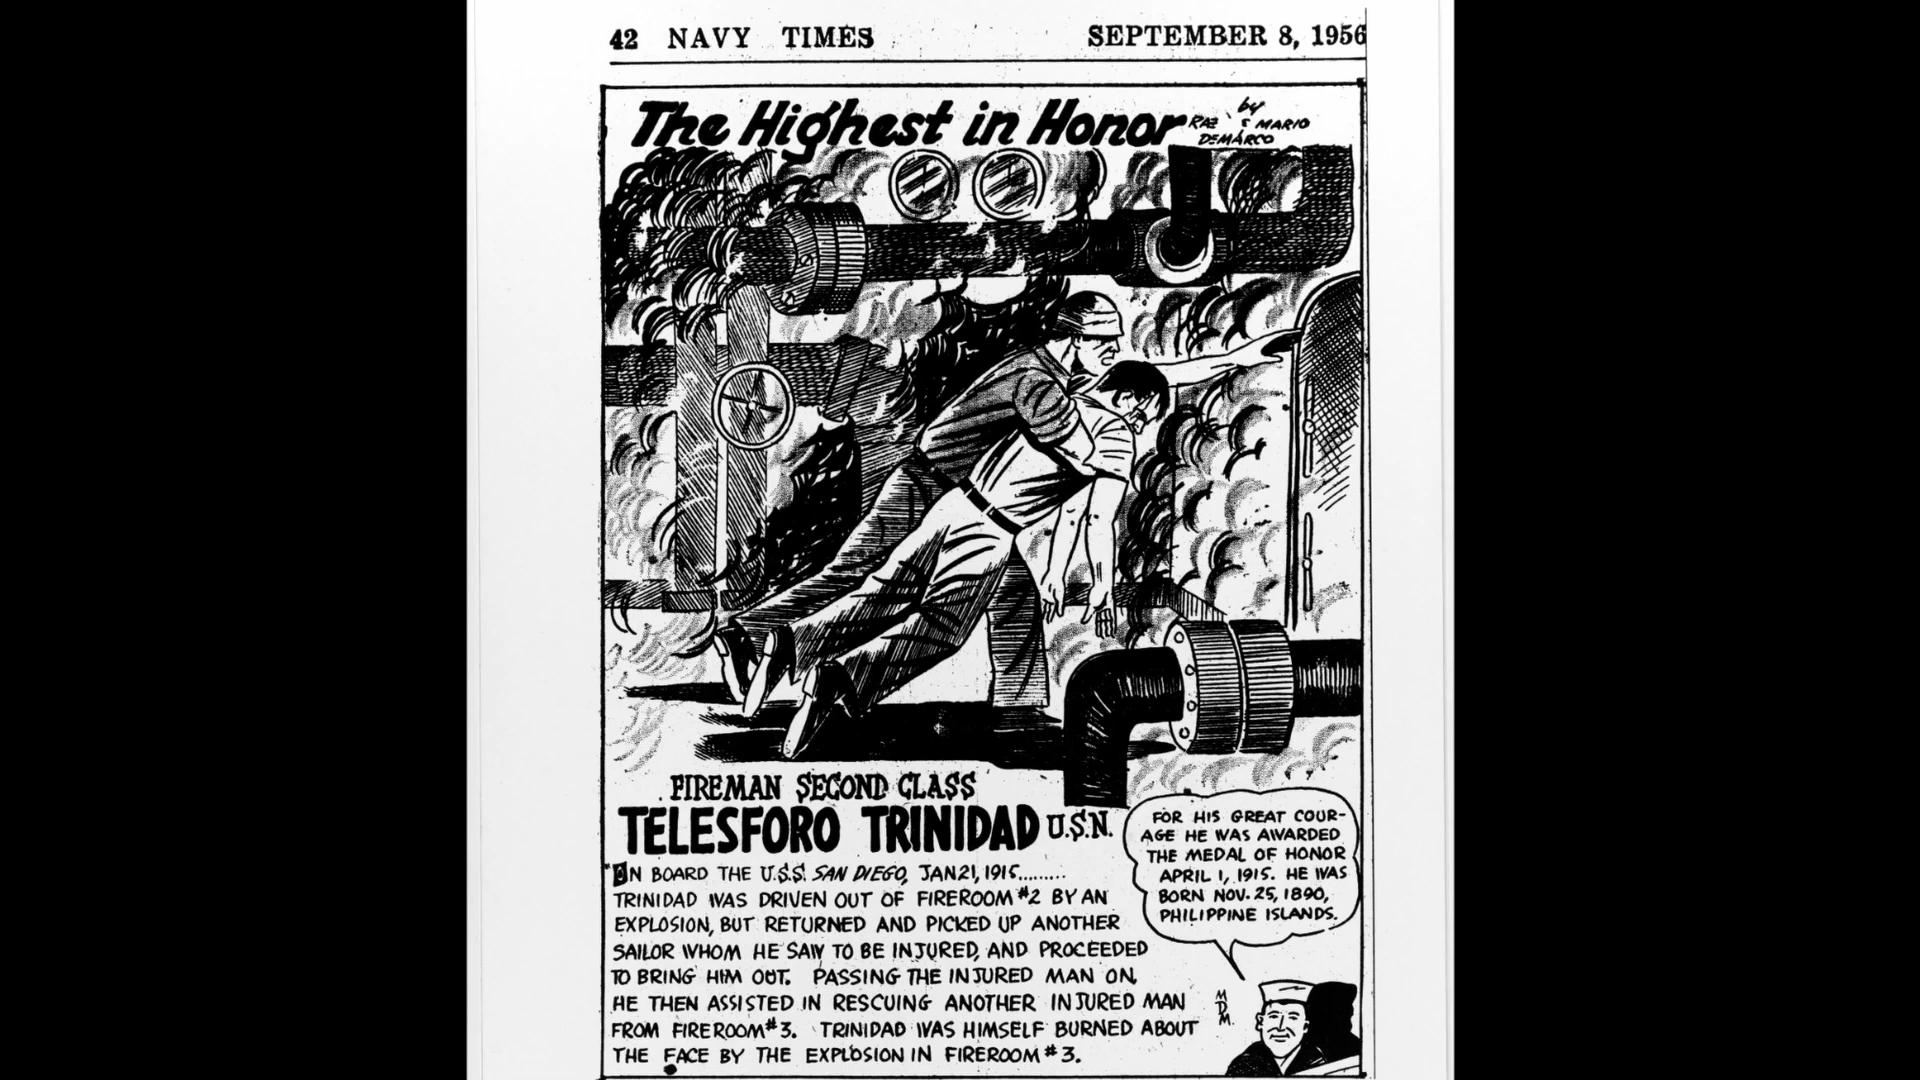 42 NAVY TIMES SEPTEMBER 8, 1956
The Highest in Honor
by
RAE & MARIO
DEMARCO
FIREMAN SECOND CLASS
TELESFORO TRINIDAD U.S.N.
ON BOARD THE U.S.S. SAN DIEGO, JAN 21, 1915.........
TRINIDAD WAS DRIVEN OUT OF FIREROOM #2 BY AN
EXPLOSION, BUT RETURNED AND PICKED UP ANOTHER
SAILOR WHOM HE SAW TO BE INJURED, AND PROCEEDED
TO BRING HIM OUT. PASSING THE INJURED MAN ON,
HE THEN ASSISTED IN RESCUING ANOTHER INJURED MAN
FROM FIREROOM #3. TRINIDAD WAS HIMSELF BURNED ABOUT
THE FACE BY THE EXPLOSION IN FIREROOM #3.
FOR HIS GREAT COUR-
AGE HE WAS AWARDED
THE MEDAL OF HONOR
APRIL 1, 1915. HE WAS
BORN NOV. 25, 1890,
PHILIPPINE ISLANDS.
MDM.